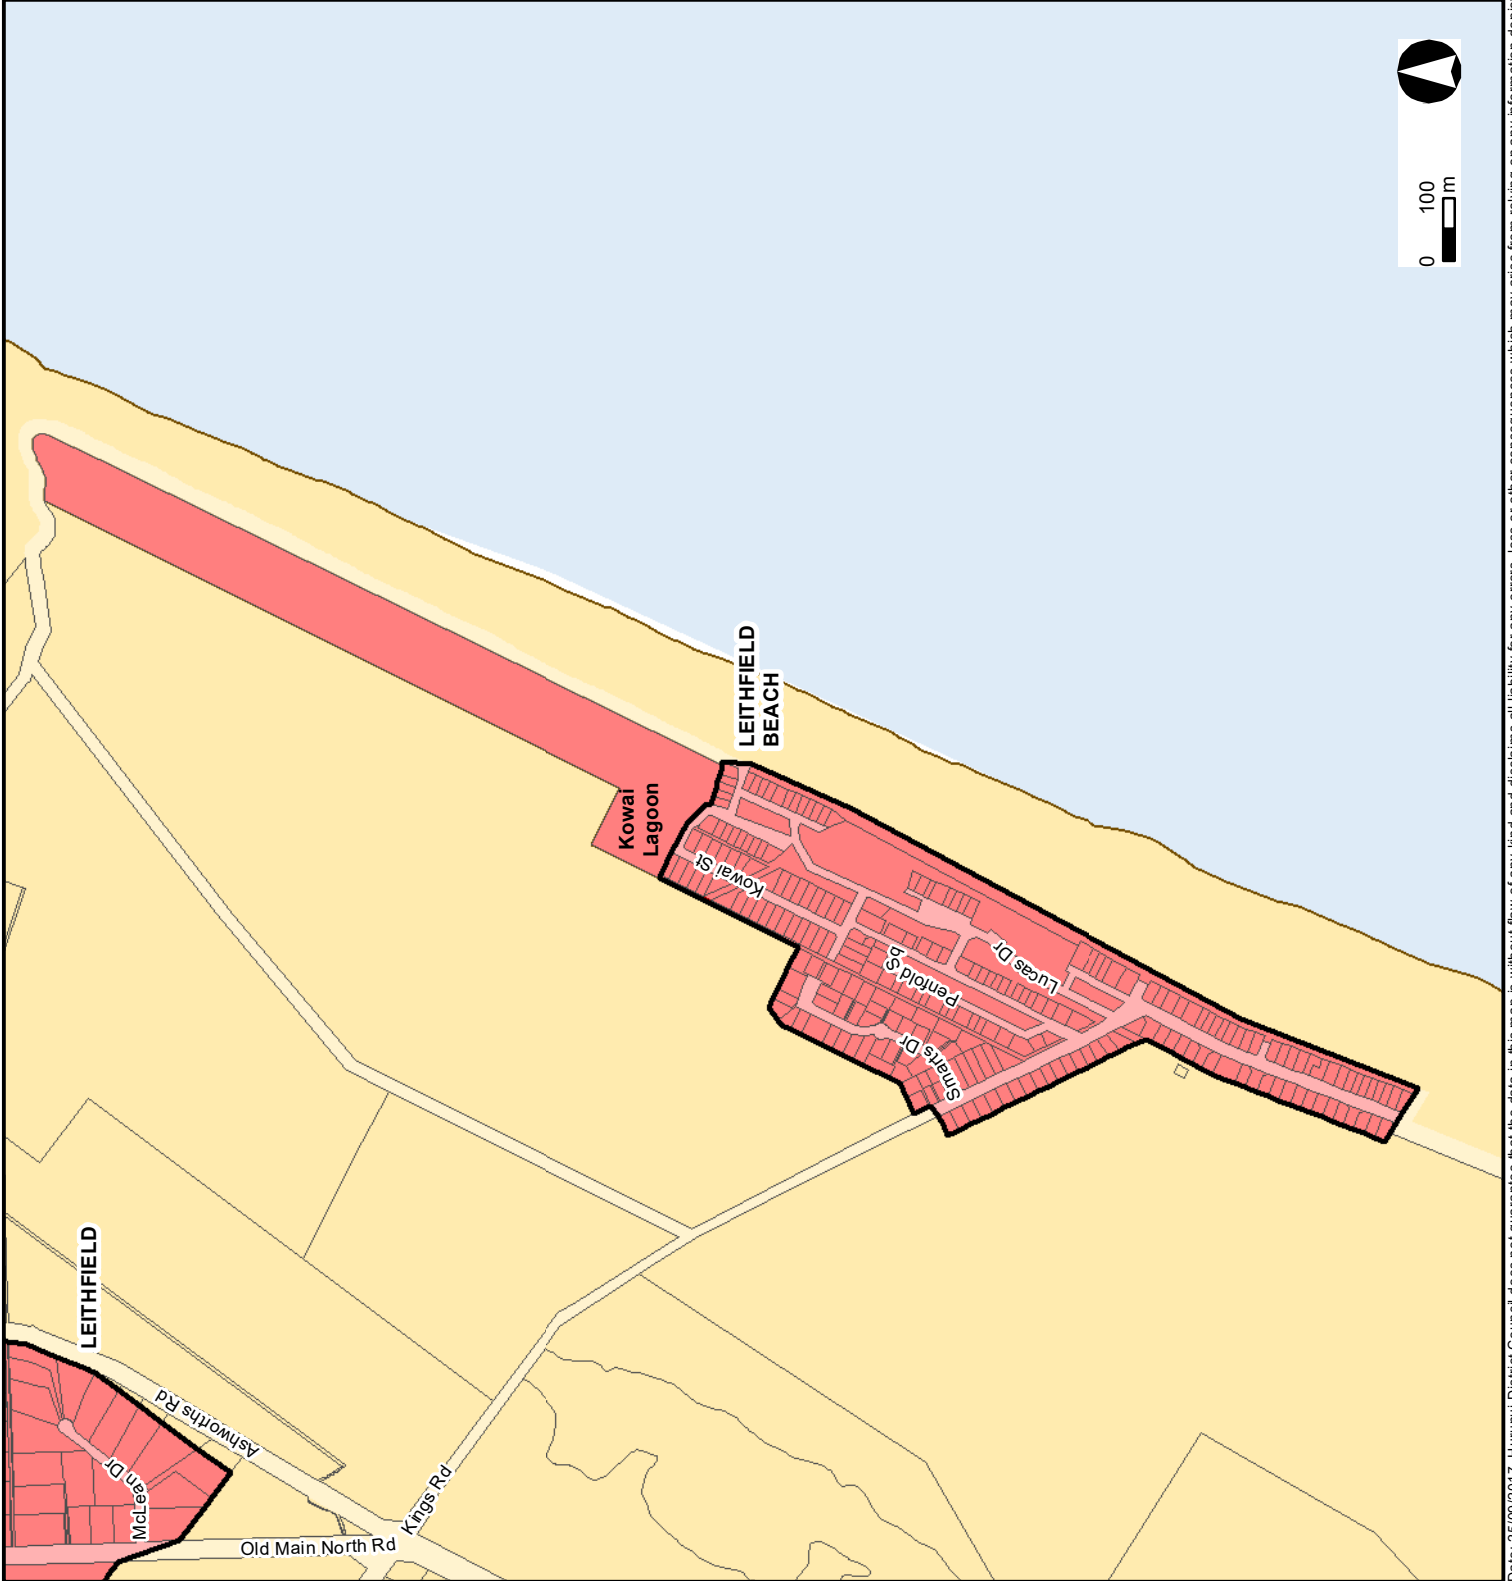 LEITHFIELD
BEACH
Kowai
Lagoon
Kowai St
Penfold S
q
Lucas Dr
Smarts Dr
LEITHFIELD
Ashworths Rd
McLean Dr
Kings Rd
Old Main North Rd
0 100
m